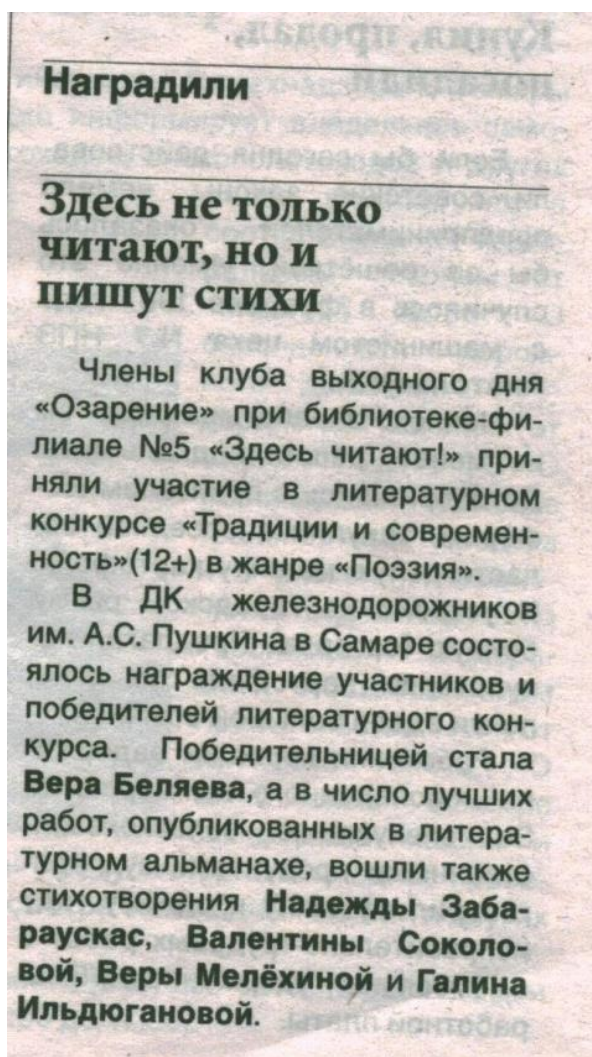 Наградили
Здесь не только
читают, но и
пишут стихи
Члены клуба выходного дня
«Озарение» при библиотеке-фи-
лиале №5 «Здесь читают!» при-
няли участие в литературном
конкурсе «Традиции и современ-
ность»(12+) в жанре «Поэзия».
В ДК железнодорожников
им. А.С. Пушкина в Самаре состо-
ялось награждение участников и
победителей литературного кон-
курса. Победительницей стала
Вера Беляева, а в число лучших
работ, опубликованных в литера-
турном альманахе, вошли также
стихотворения Надежды Заба-
раускас, Валентины Соколо-
вой, Веры Мелёхиной и Галина
Ильдюгановой.